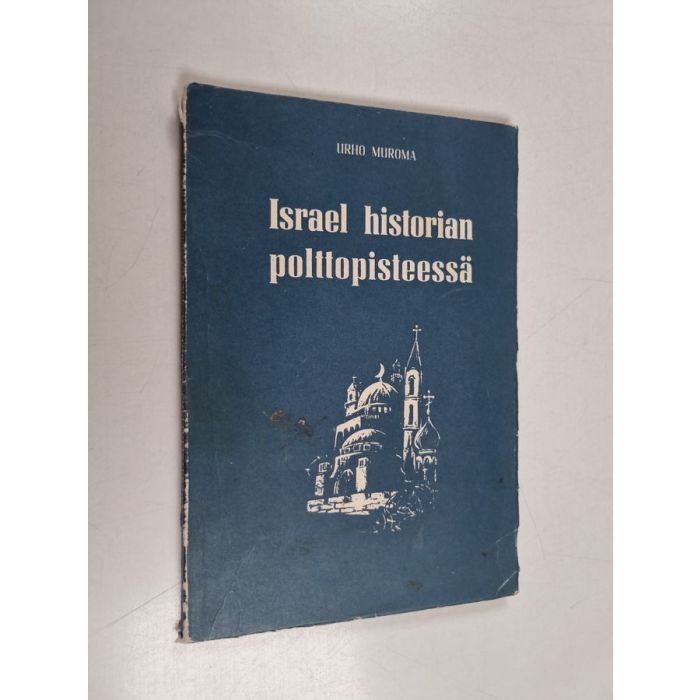 URHO MUROMA
Israel historian
polttopisteessä